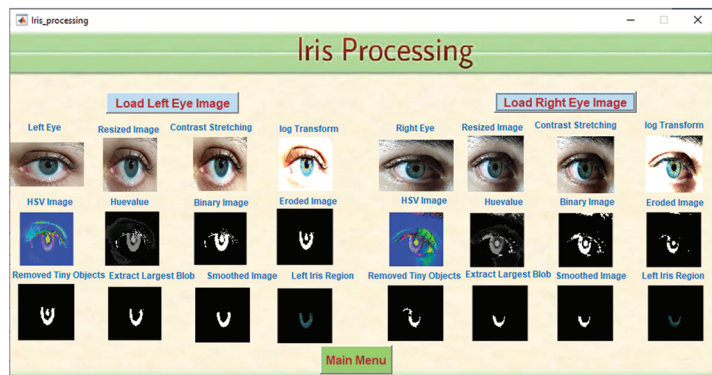 Iris_processing
Iris Processing
Load Left Eye Image
Load Right Eye Image
Left Eye
Resized Image
Contrast Stretching
log Transform
Right Eye
Resized Image
Contrast Stretching
log Transform
HSV Image
Huevalue
Binary Image
Eroded Image
HSV Image
Huevalue
Binary Image
Eroded Image
Removed Tiny Objects
Extract Largest Blob
Smoothed Image
Left Iris Region
Removed Tiny Objects
Extract Largest Blob
Smoothed Image
Left Iris Region
Main Menu